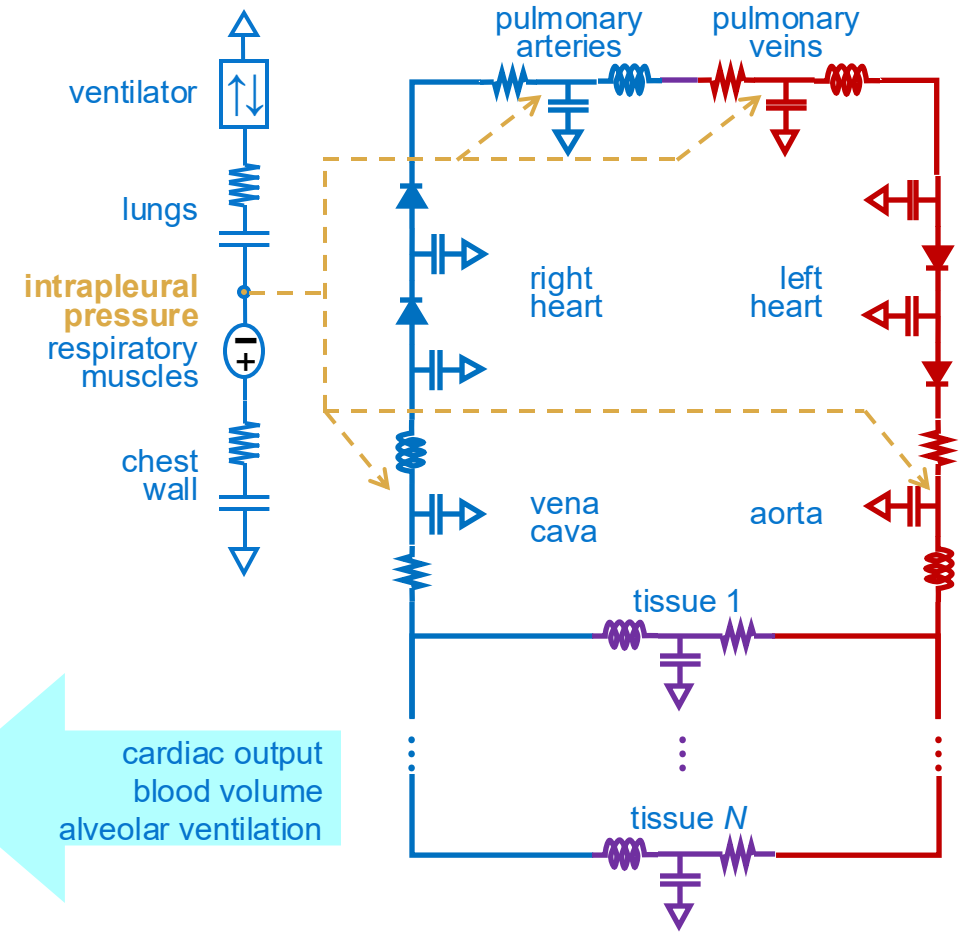 pulmonary
arteries
pulmonary
veins
ventilator
lungs
intrapleural
pressure
respiratory
muscles
chest
wall
right
heart
left
heart
vena
cava
aorta
tissue 1
tissue N
cardiac output
blood volume
alveolar ventilation